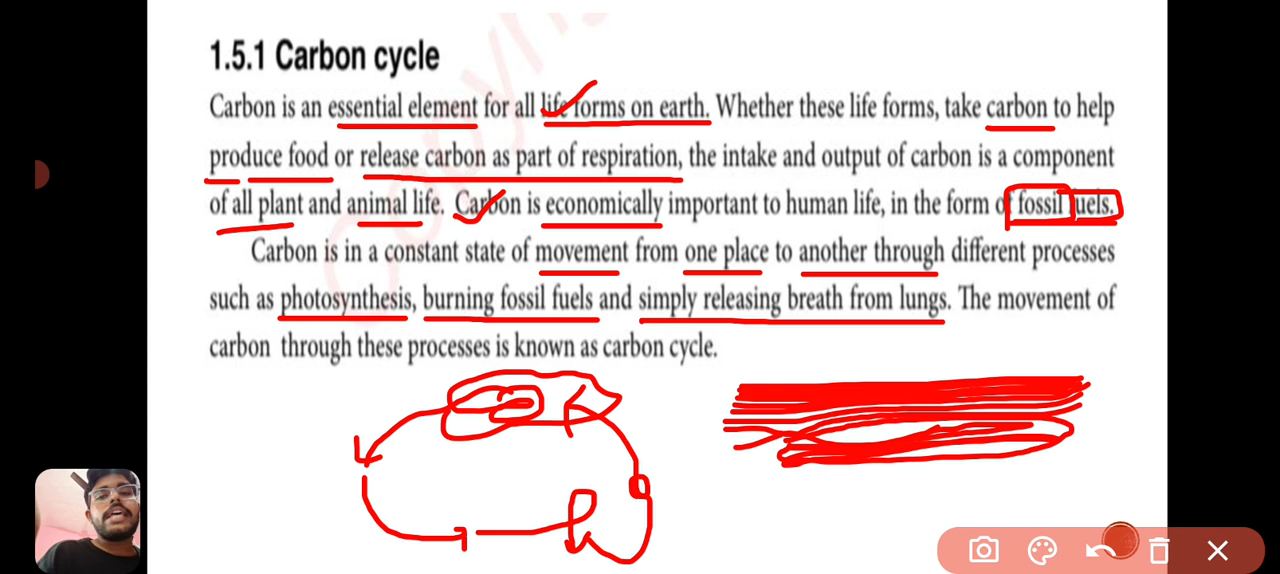 1.5.1 Carbon cycle
Carbon is an essential element for all life forms on earth. Whether these life forms, take carbon to help
produce food or release carbon as part of respiration, the intake and output of carbon is a component
of all plant and animal life. Carbon is economically important to human life, in the form of fossil fuels.
Carbon is in a constant state of movement from one place to another through different processes
such as photosynthesis, burning fossil fuels and simply releasing breath from lungs. The movement of
carbon through these processes is known as carbon cycle.